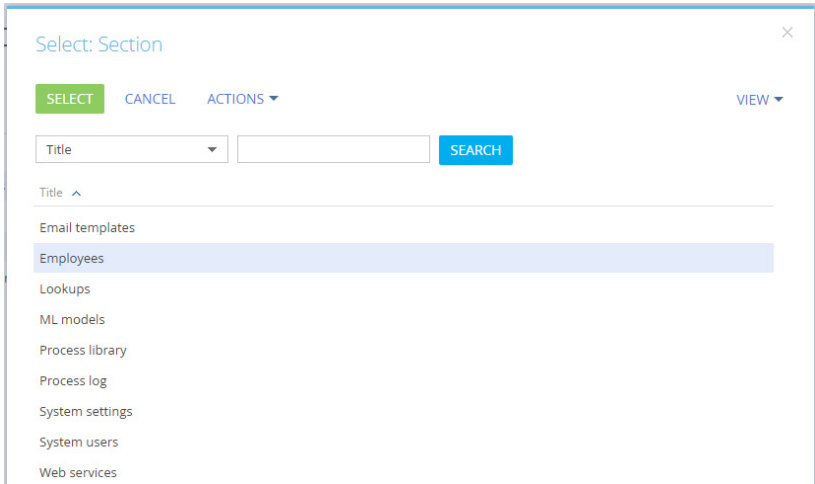 Select: Section
SELECT CANCEL ACTIONS VIEW
Title SEARCH
Title
Email templates
Employees
Lookups
ML models
Process library
Process log
System settings
System users
Web services